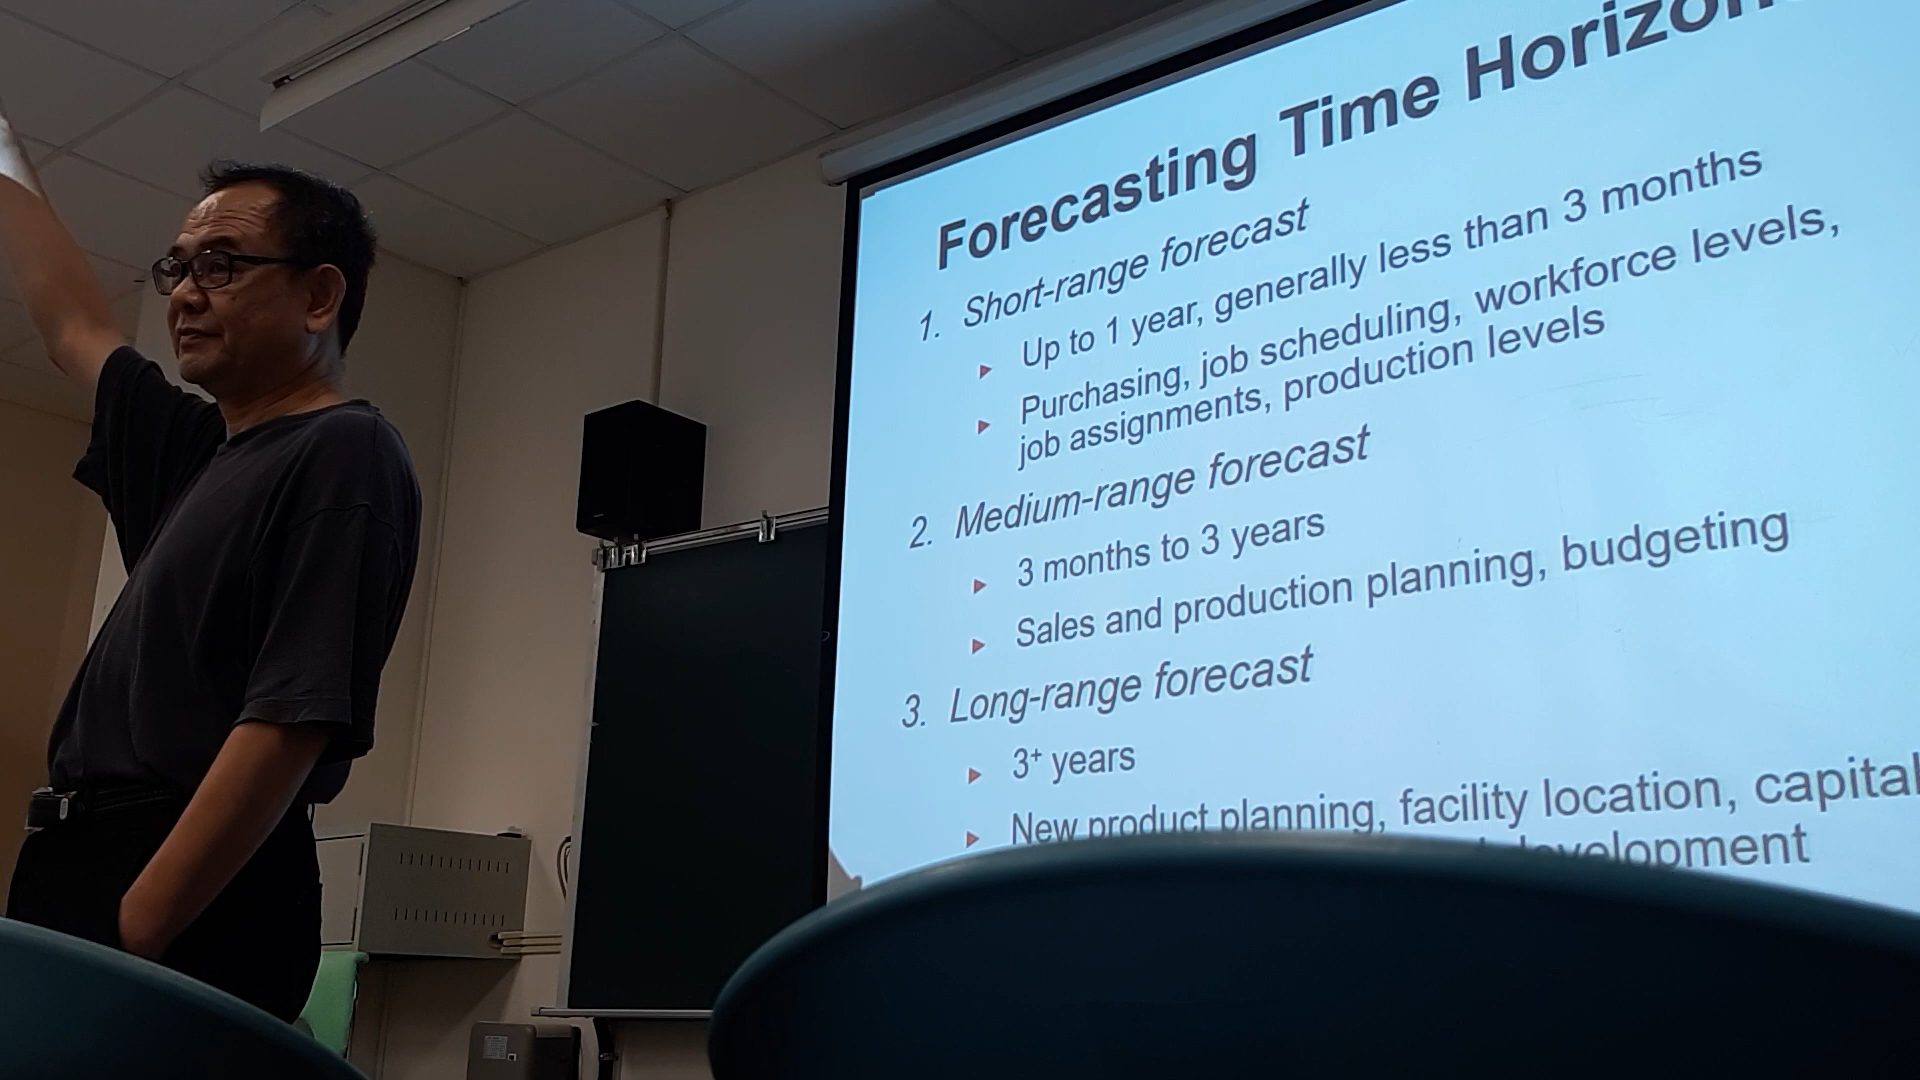 Forecasting Time Horizon
1. Short-range forecast
Up to 1 year, generally less than 3 months
Purchasing, job scheduling, workforce levels,
job assignments, production levels
2. Medium-range forecast
3 months to 3 years
Sales and production planning, budgeting
3. Long-range forecast
3+ years
New product planning, facility location, capital
development